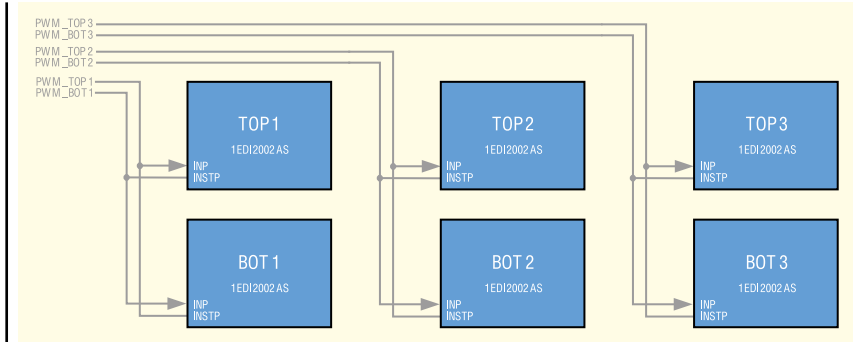 PWM_TOP3
PWM_BOT3
PWM_TOP2
PWM_BOT2
PWM_TOP1
PWM_BOT1
TOP1
1EDI2002AS
INP
INSTP
TOP2
1EDI2002AS
INP
INSTP
TOP3
1EDI2002AS
INP
INSTP
BOT1
1EDI2002AS
INP
INSTP
BOT2
1EDI2002AS
INP
INSTP
BOT3
1EDI2002AS
INP
INSTP